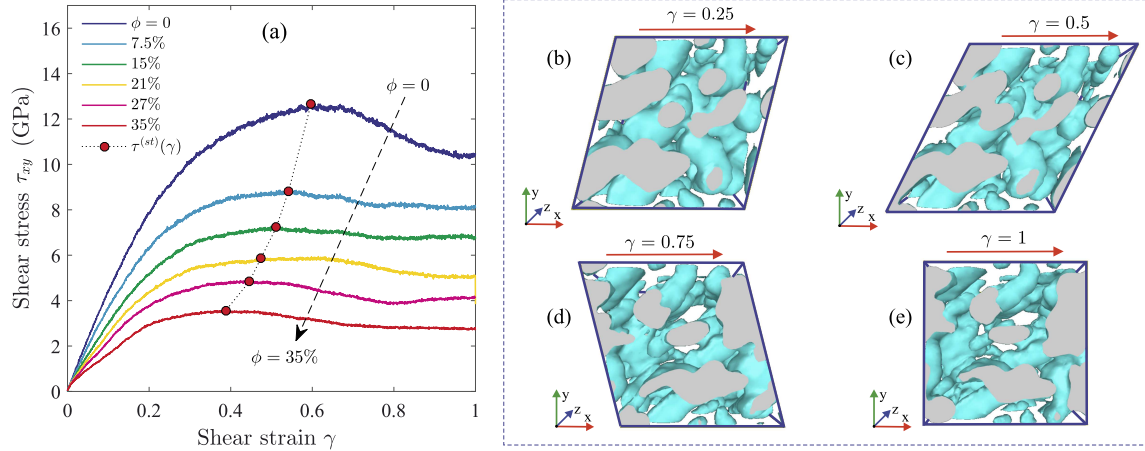 (a)
ϕ = 0
7.5%
15%
21%
27%
35%
τ^(st)(γ)
ϕ = 0
ϕ = 35%
Shear stress τ_xy (GPa)
16
14
12
10
8
6
4
2
0
0
0.2
0.4
0.6
0.8
1
Shear strain γ
γ = 0.25
(b)
y
z
x
γ = 0.5
(c)
y
z
x
γ = 0.75
(d)
y
z
x
γ = 1
(e)
y
z
x